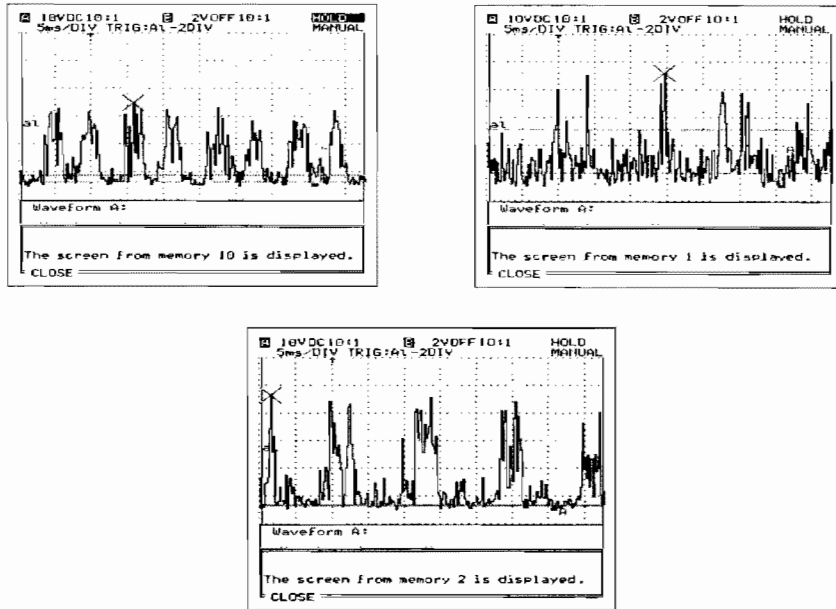 A 10VDC10:1 B 2VOFF10:1 HOLD
5ms/DIV TRIG:A1-2DIV MANUAL
a1
Waveform A:
The screen from memory 10 is displayed.
CLOSE
A 10VDC10:1 B 2VOFF10:1 HOLD
5ms/DIV TRIG:A1-2DIV MANUAL
a1
Waveform A:
The screen from memory 1 is displayed.
CLOSE
A 10VDC10:1 B 2VOFF10:1 HOLD
5ms/DIV TRIG:A1-2DIV MANUAL
A
Waveform A:
The screen from memory 2 is displayed.
CLOSE